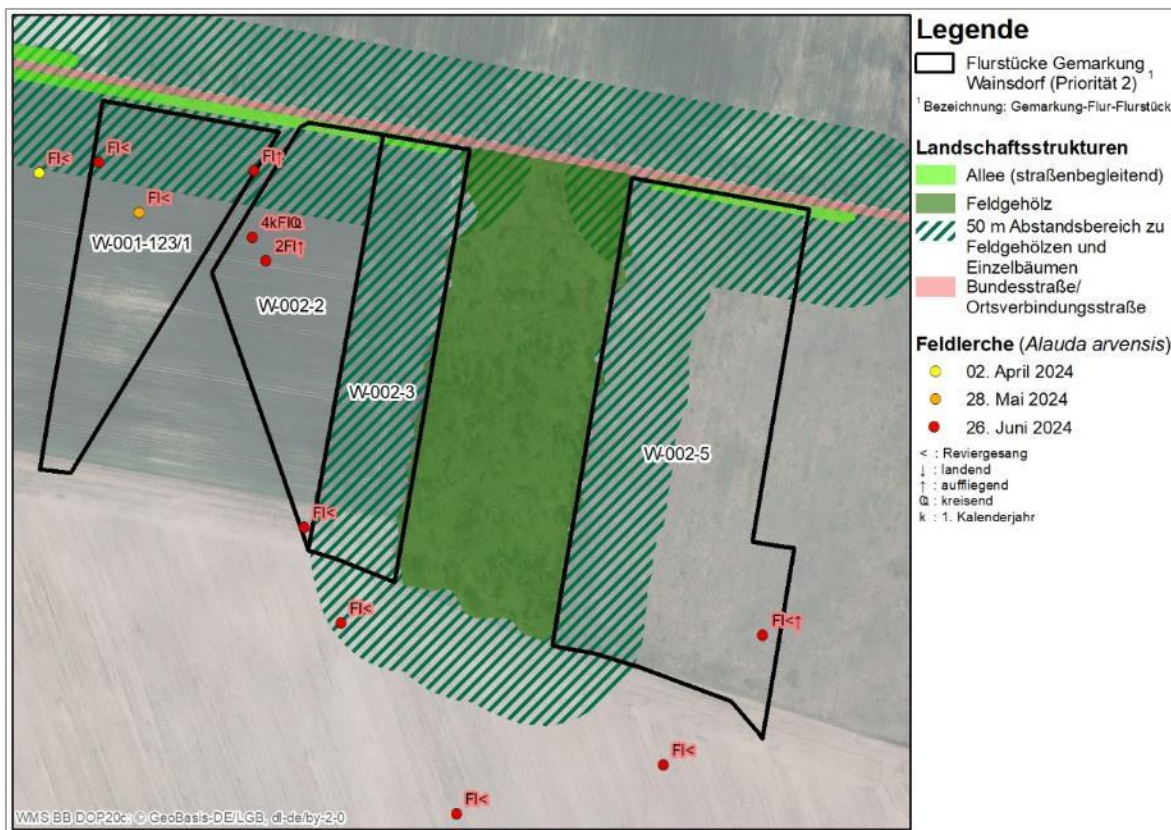 Legende
Flurstücke Gemarkung
Wainsdorf (Priorität 2) 1
1 Bezeichnung: Gemarkung-Flur-Flurstück
Landschaftsstrukturen
Allee (straßenbegleitend)
Feldgehölz
50 m Abstandsbereich zu
Feldgehölzen und
Einzelbäumen
Bundesstraße/
Ortsverbindungsstraße
Feldlerche (Alauda arvensis)
02. April 2024
28. Mai 2024
26. Juni 2024
< : Reviergesang
↓ : landend
↑ : auffliegend
ҩ : kreisend
k : 1. Kalenderjahr
Fl<
Fl<
Fl↑
Fl<
4kFlҩ
2Fl↑
W-001-123/1
W-002-2
W-002-3
W-002-5
Fl<
Fl<
Fl<↑
Fl<
Fl<
WMS BB DOP20c: © GeoBasis-DE/LGB, dl-de/by-2-0